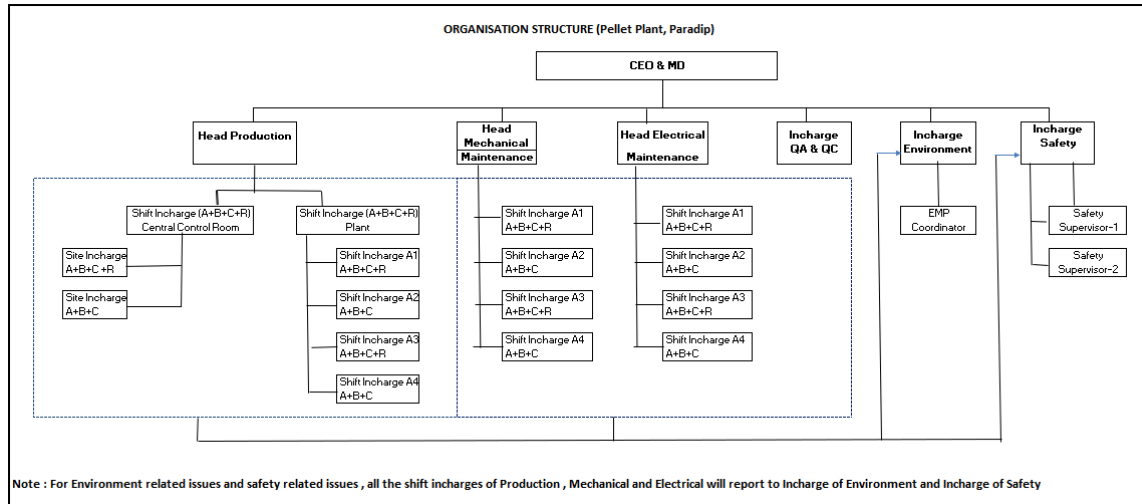 ORGANISATION STRUCTURE (Pellet Plant, Paradip)
CEO & MD
Head Production
Head
Mechanical
Maintenance
Head Electrical
Maintenance
Incharge
QA & QC
Incharge
Environment
Incharge
Safety
Shift Incharge (A+B+C+R)
Central Control Room
Shift Incharge (A+B+C+R)
Plant
Site Incharge
A+B+C +R
Site Incharge
A+B+C
Shift Incharge A1
A+B+C+R
Shift Incharge A2
A+B+C
Shift Incharge A3
A+B+C+R
Shift Incharge A4
A+B+C
Shift Incharge A1
A+B+C+R
Shift Incharge A2
A+B+C
Shift Incharge A3
A+B+C+R
Shift Incharge A4
A+B+C
Shift Incharge A1
A+B+C+R
Shift Incharge A2
A+B+C
Shift Incharge A3
A+B+C+R
Shift Incharge A4
A+B+C
EMP
Coordinator
Safety
Supervisor-1
Safety
Supervisor-2
Note : For Environment related issues and safety related issues , all the shift incharges of Production , Mechanical and Electrical will report to Incharge of Environment and Incharge of Safety